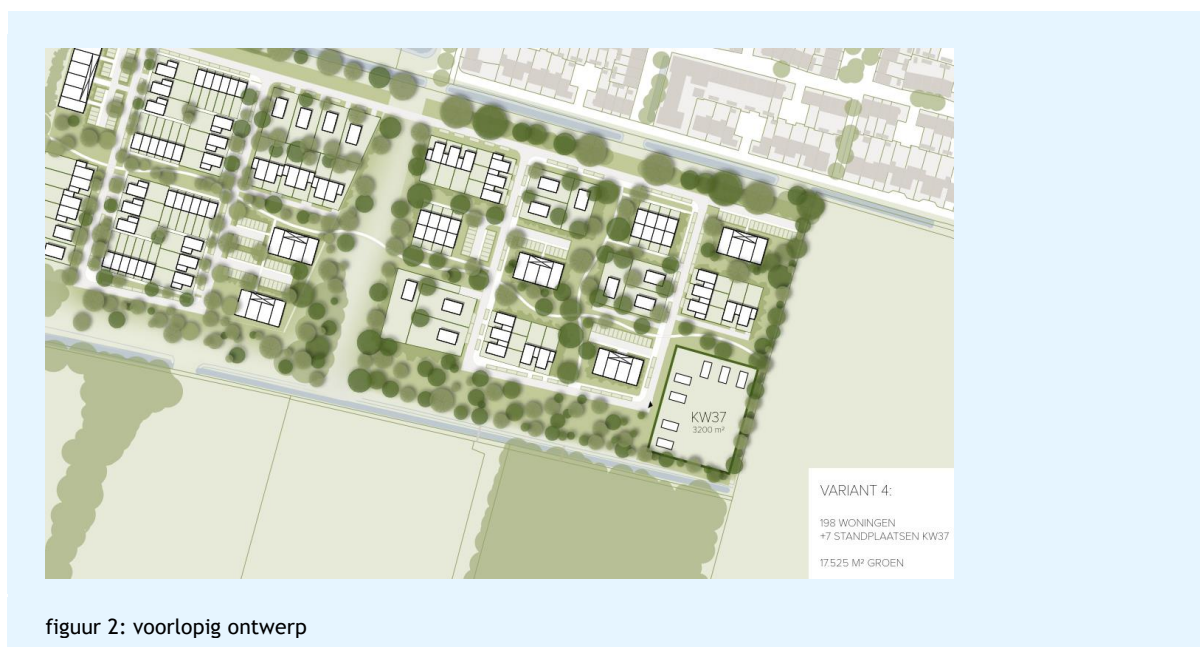 KW37
3200 m²
VARIANT 4:
198 WONINGEN
+7 STANDPLAATSEN KW37
17.525 M² GROEN
figuur 2: voorlopig ontwerp